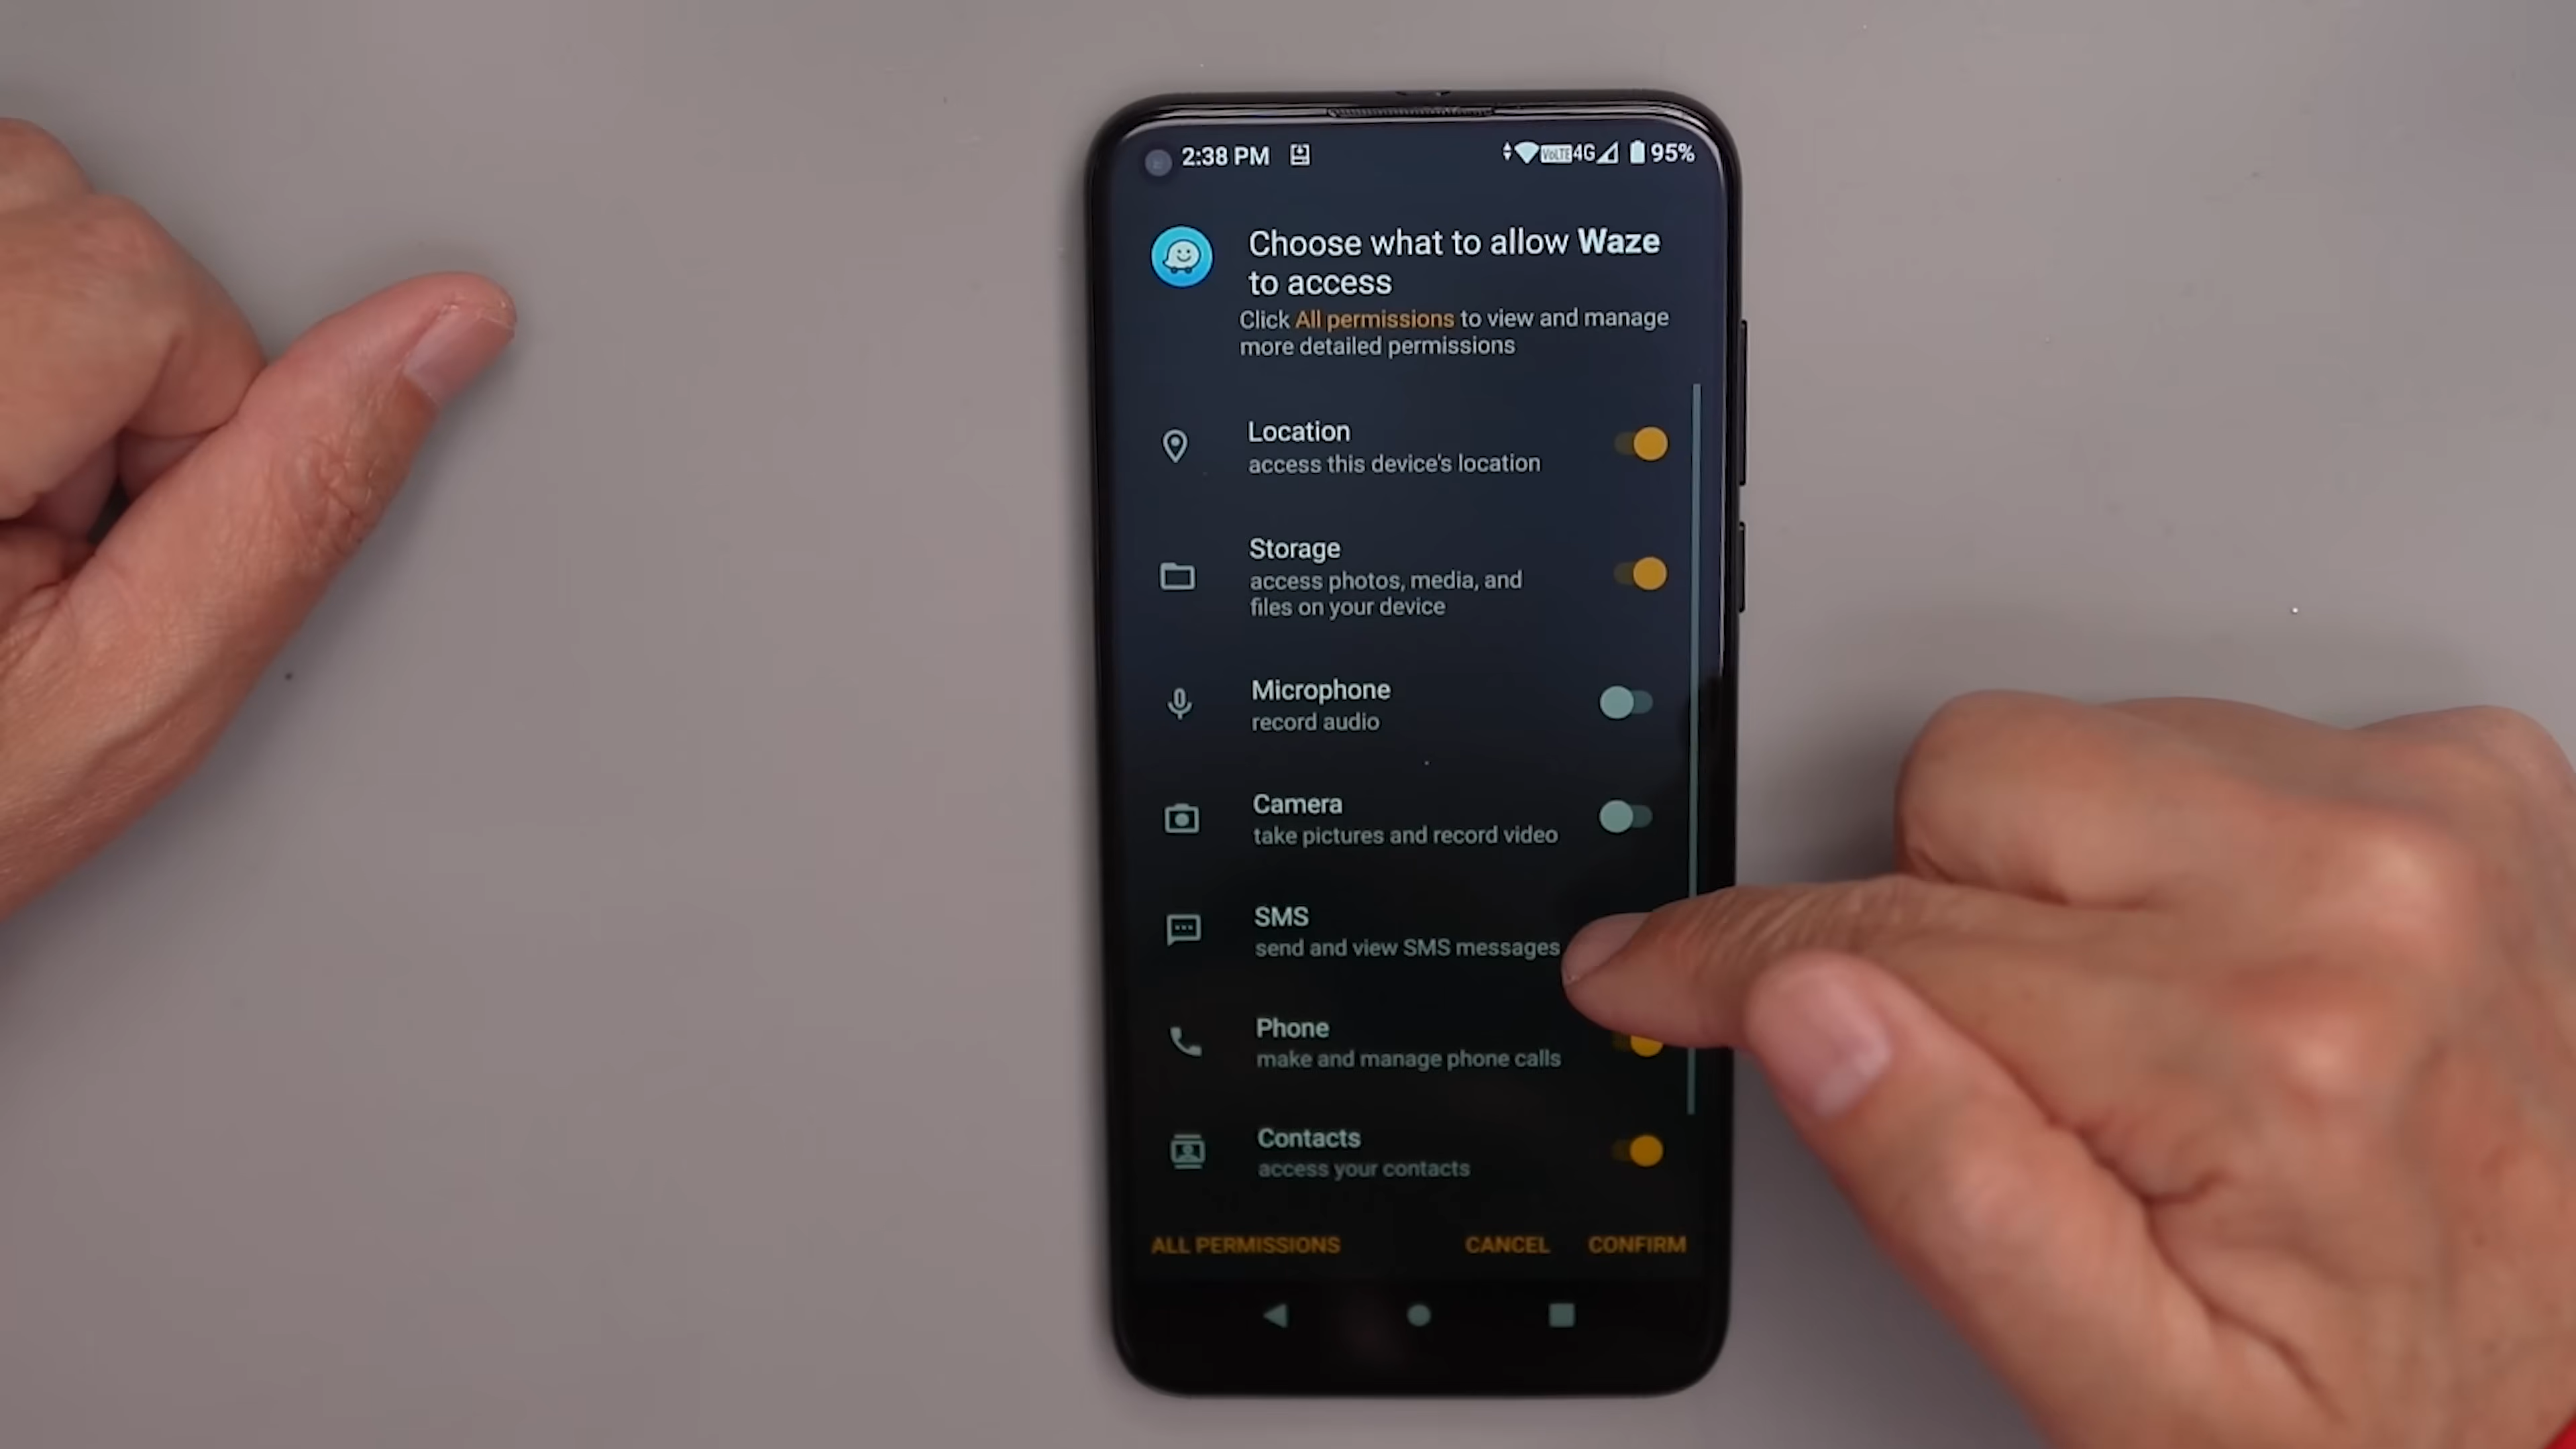 2:38 PM
VoLTE 4G 95%
Choose what to allow Waze
to access
Click All permissions to view and manage
more detailed permissions
Location
access this device's location
Storage
access photos, media, and
files on your device
Microphone
record audio
Camera
take pictures and record video
SMS
send and view SMS messages
Phone
make and manage phone calls
Contacts
access your contacts
ALL PERMISSIONS CANCEL CONFIRM